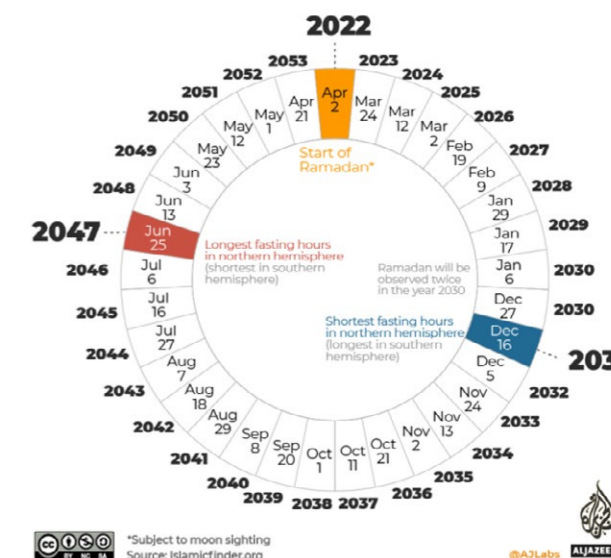 2022
Apr
2
2023
Mar
24
2024
Mar
12
2025
Mar
2
2026
Feb
19
2027
Feb
9
2028
Jan
29
2029
Jan
17
2030
Jan
6
2030
Dec
27
203
Dec
16
2032
Dec
5
2033
Nov
24
2034
Nov
13
2035
Nov
2
2036
Oct
21
2037
Oct
11
2038
Oct
1
2039
Sep
20
2040
Sep
8
2041
Aug
29
2042
Aug
18
2043
Aug
7
2044
Jul
27
2045
Jul
16
2046
Jul
6
2047
Jun
25
2048
Jun
13
2049
Jun
3
2050
May
23
2051
May
12
2052
May
1
2053
Apr
21
Start of
Ramadan*
Longest fasting hours
in northern hemisphere
(shortest in southern
hemisphere)
Ramadan will be
observed twice
in the year 2030
Shortest fasting hours
in northern hemisphere
(longest in southern
hemisphere)
cc
BY NC SA
*Subject to moon sighting
Source: Islamicfinder.org
@AJLabs
ALJAZEE